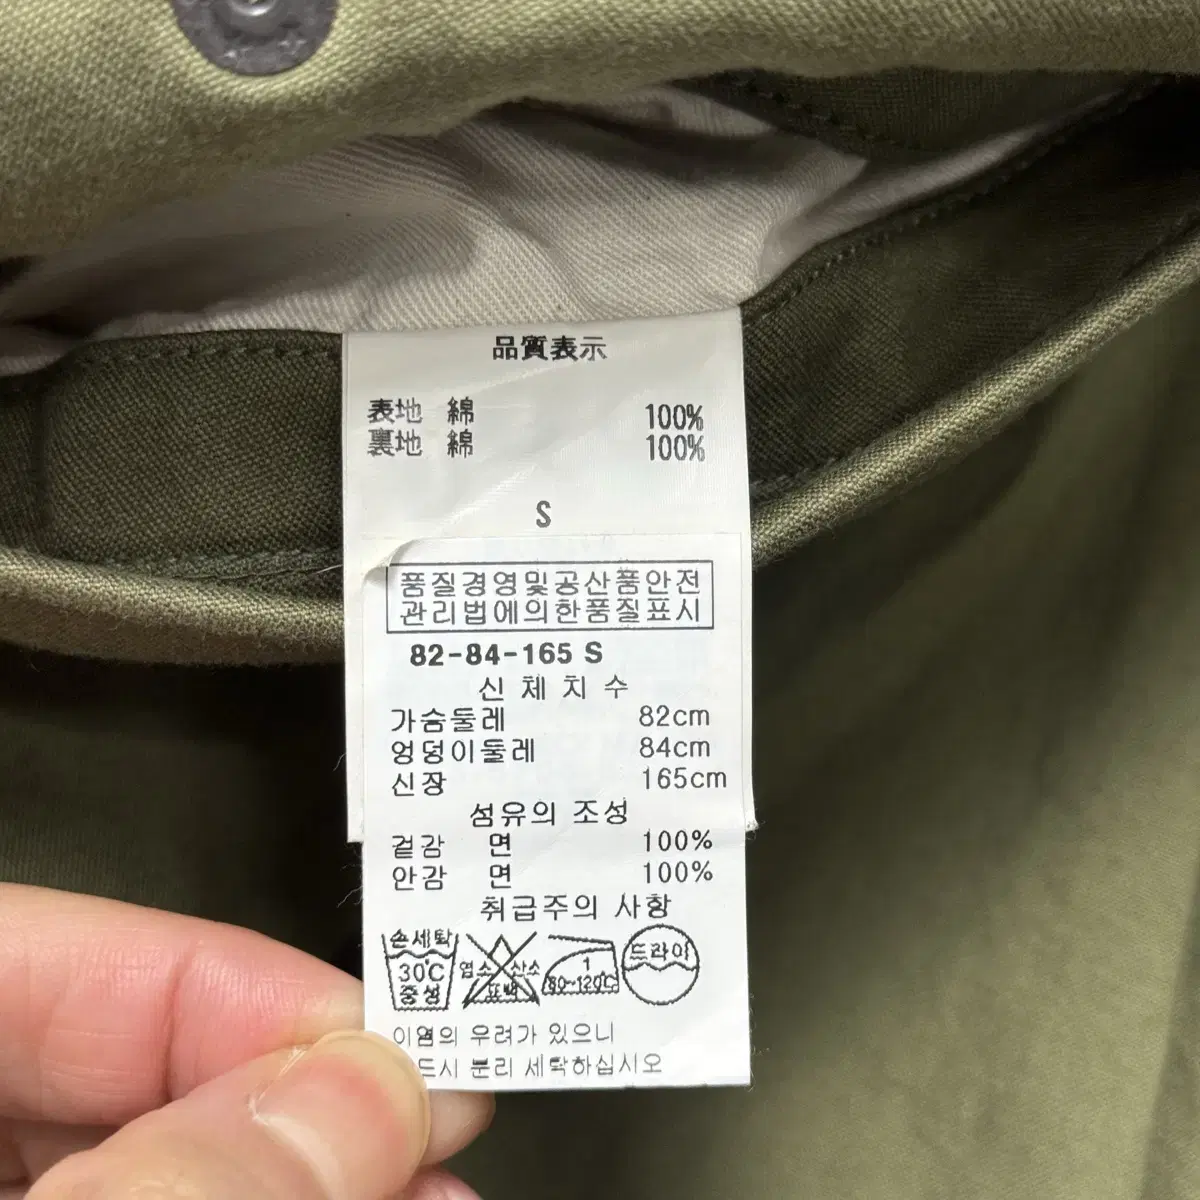 品質表示
表地 綿 100%
裏地 綿 100%
S
품질경영및공산품안전
관리법에의한품질표시
82-84-165 S
신체치수
가슴둘레 82cm
엉덩이둘레 84cm
신장 165cm
섬유의 조성
겉감 면 100%
안감 면 100%
취급주의 사항
손세탁 30℃ 중성
염소 산소 표백
1 80~120℃
드라이
이염의 우려가 있으니
드시 분리 세탁하십시오